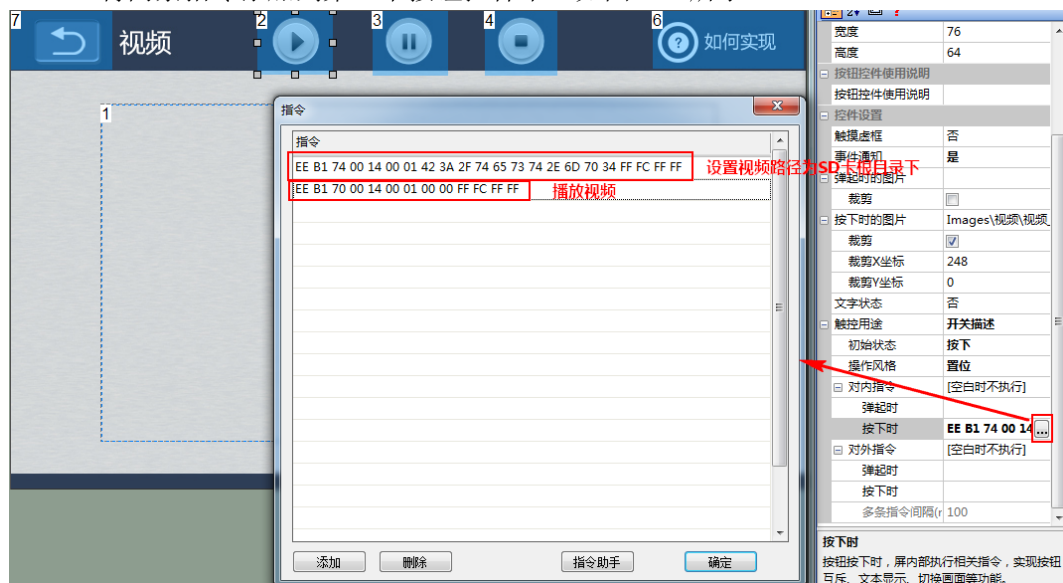 7
视频
2
3
4
6
? 如何实现
1
指令
指令
EE B1 74 00 14 00 01 42 3A 2F 74 65 73 74 2E 6D 70 34 FF FC FF FF
设置视频路径为SD卡根目录下
EE B1 70 00 14 00 01 00 00 FF FC FF FF
播放视频
添加
删除
指令助手
确定
宽度 76
高度 64
按钮控件使用说明
按钮控件使用说明
控件设置
触摸虚框 否
事件通知 是
弹起时的图片
裁剪
按下时的图片 Images\视频\视频_
裁剪
裁剪X坐标 248
裁剪Y坐标 0
文字状态 否
触控用途 开关描述
初始状态 按下
操作风格 置位
对内指令 [空白时不执行]
弹起时
按下时 EE B1 74 00 14 ...
对外指令 [空白时不执行]
弹起时
按下时
多条指令间隔(r 100
按下时
按钮按下时，屏内部执行相关指令，实现按钮
互斥、文本显示、切换画面等功能。